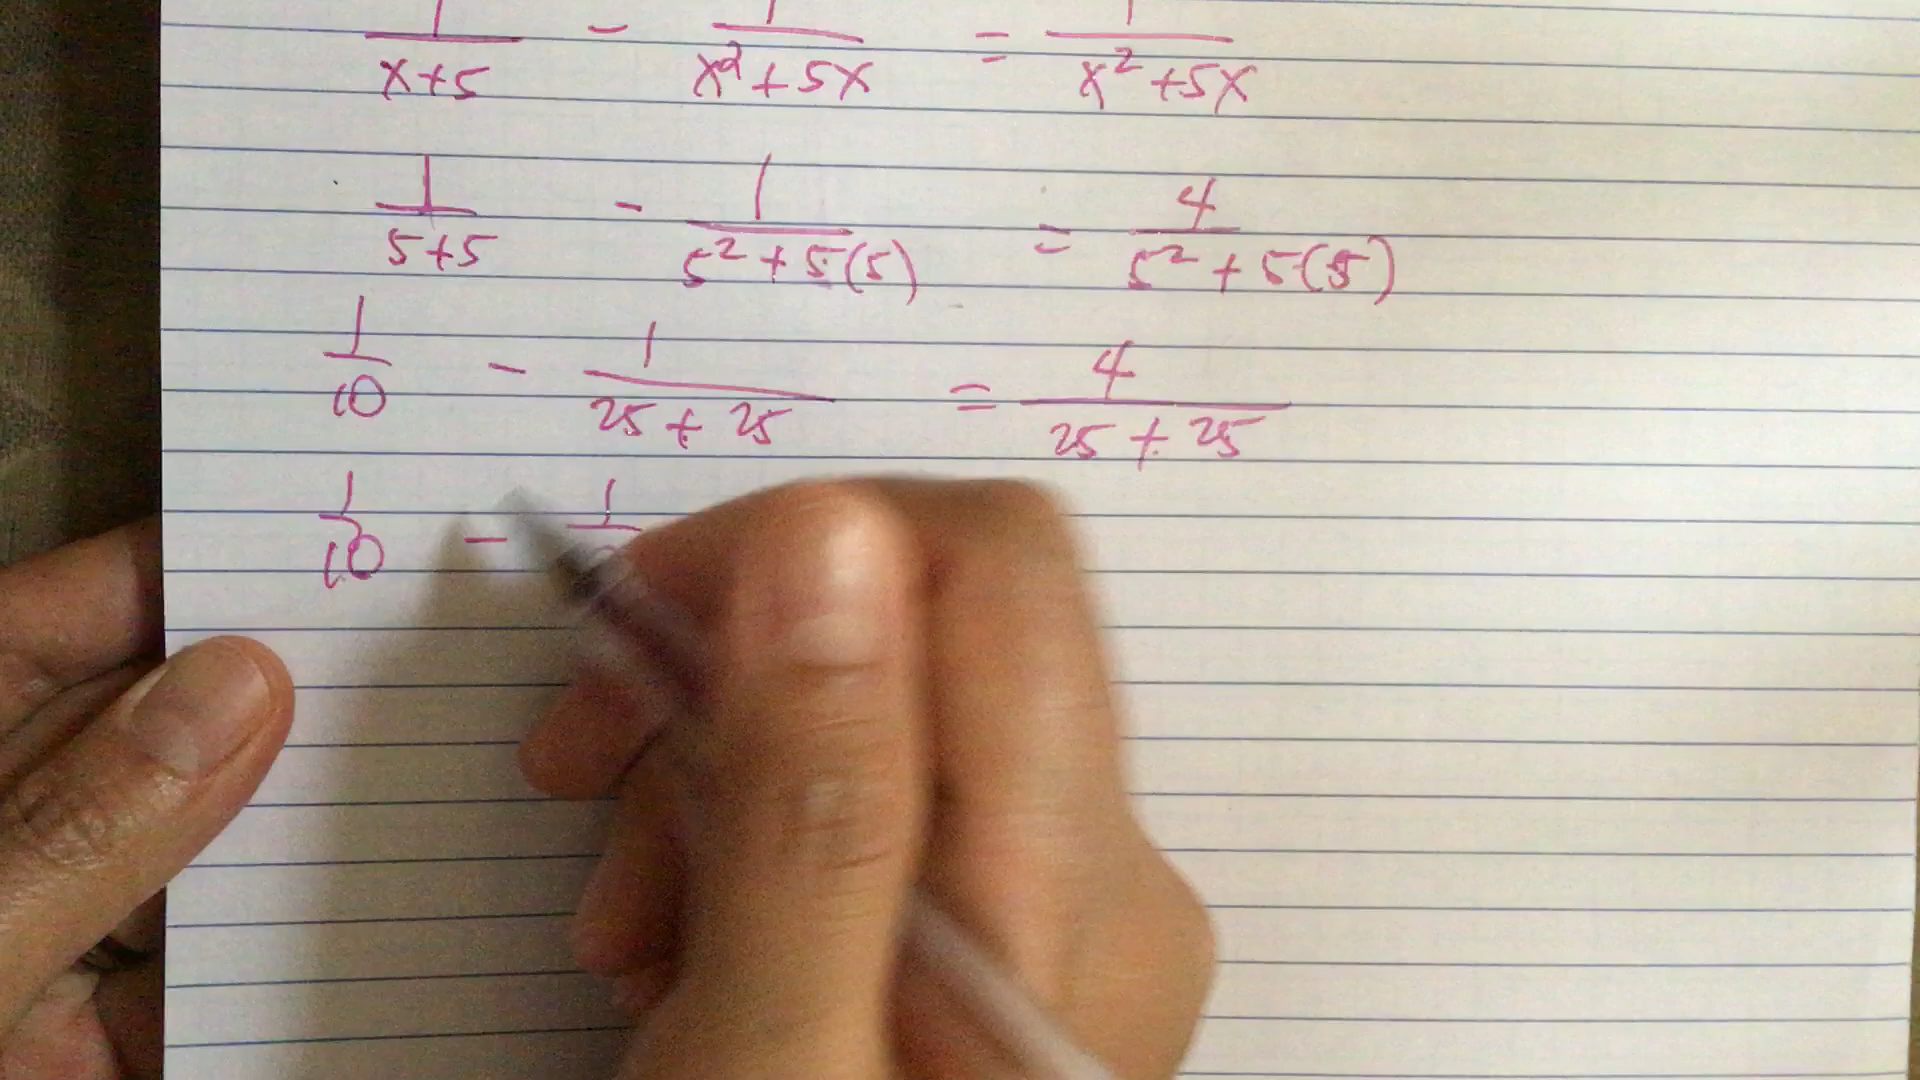 1/(x+5) - 1/(x²+5x) = 1/(x²+5x)
1/(5+5) - 1/(5²+5(5)) = 4/(5²+5(5))
1/10 - 1/(25+25) = 4/(25+25)
1/10 - 1/